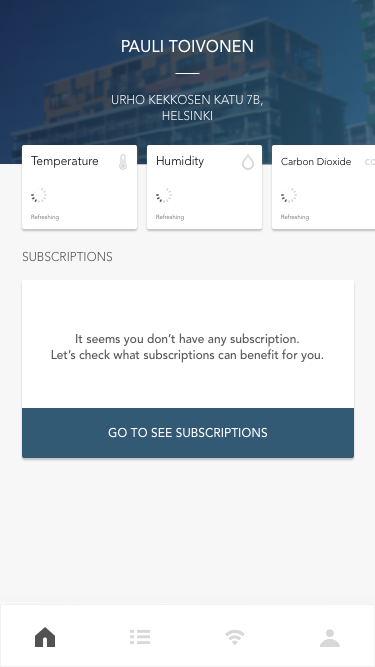 PAULI TOIVONEN
URHO KEKKOSEN KATU 7B,
HELSINKI
Temperature
Humidity
Carbon Dioxide
Refreshing
Refreshing
Refreshing
SUBSCRIPTIONS
It seems you don’t have any subscription.
Let’s check what subscriptions can benefit for you.
GO TO SEE SUBSCRIPTIONS